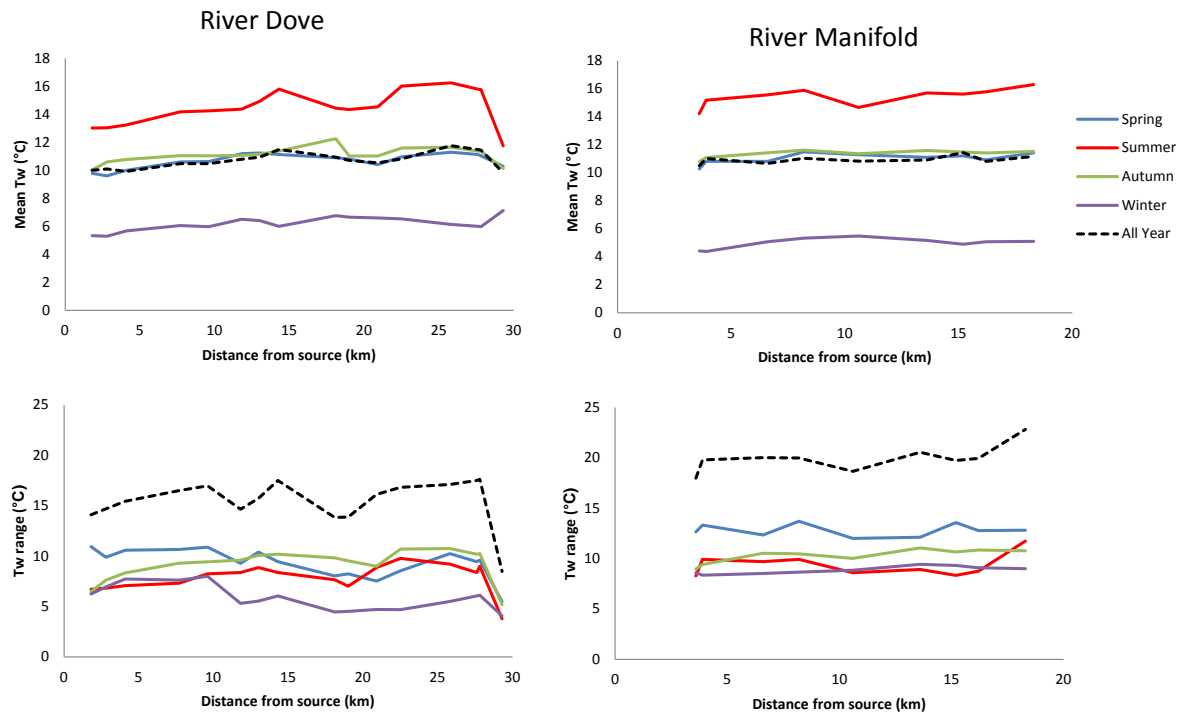 River Dove
18
16
14
12
10
8
6
4
2
0
Mean Tw (°C)
0 5 10 15 20 25 30
Distance from source (km)
River Manifold
18
16
14
12
10
8
6
4
2
0
Mean Tw (°C)
0 5 10 15 20
Distance from source (km)
Spring
Summer
Autumn
Winter
All Year
25
20
15
10
5
0
Tw range (°C)
0 5 10 15 20 25 30
Distance from source (km)
25
20
15
10
5
0
Tw range (°C)
0 5 10 15 20
Distance from source (km)